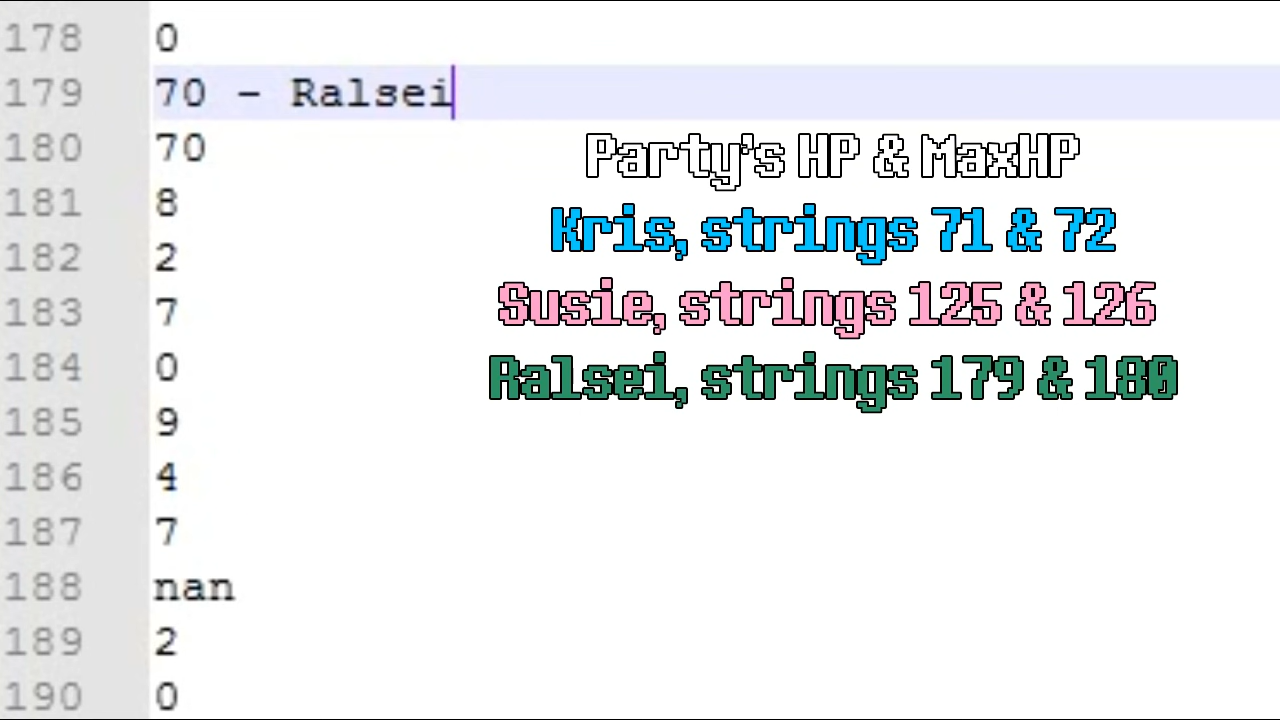 178 0
179 70 - Ralsei
180 70
Party's HP & MaxHP
181 8
Kris, strings 71 & 72
182 2
183 7
Susie, strings 125 & 126
184 0
Ralsei, strings 179 & 180
185 9
186 4
187 7
188 nan
189 2
190 0